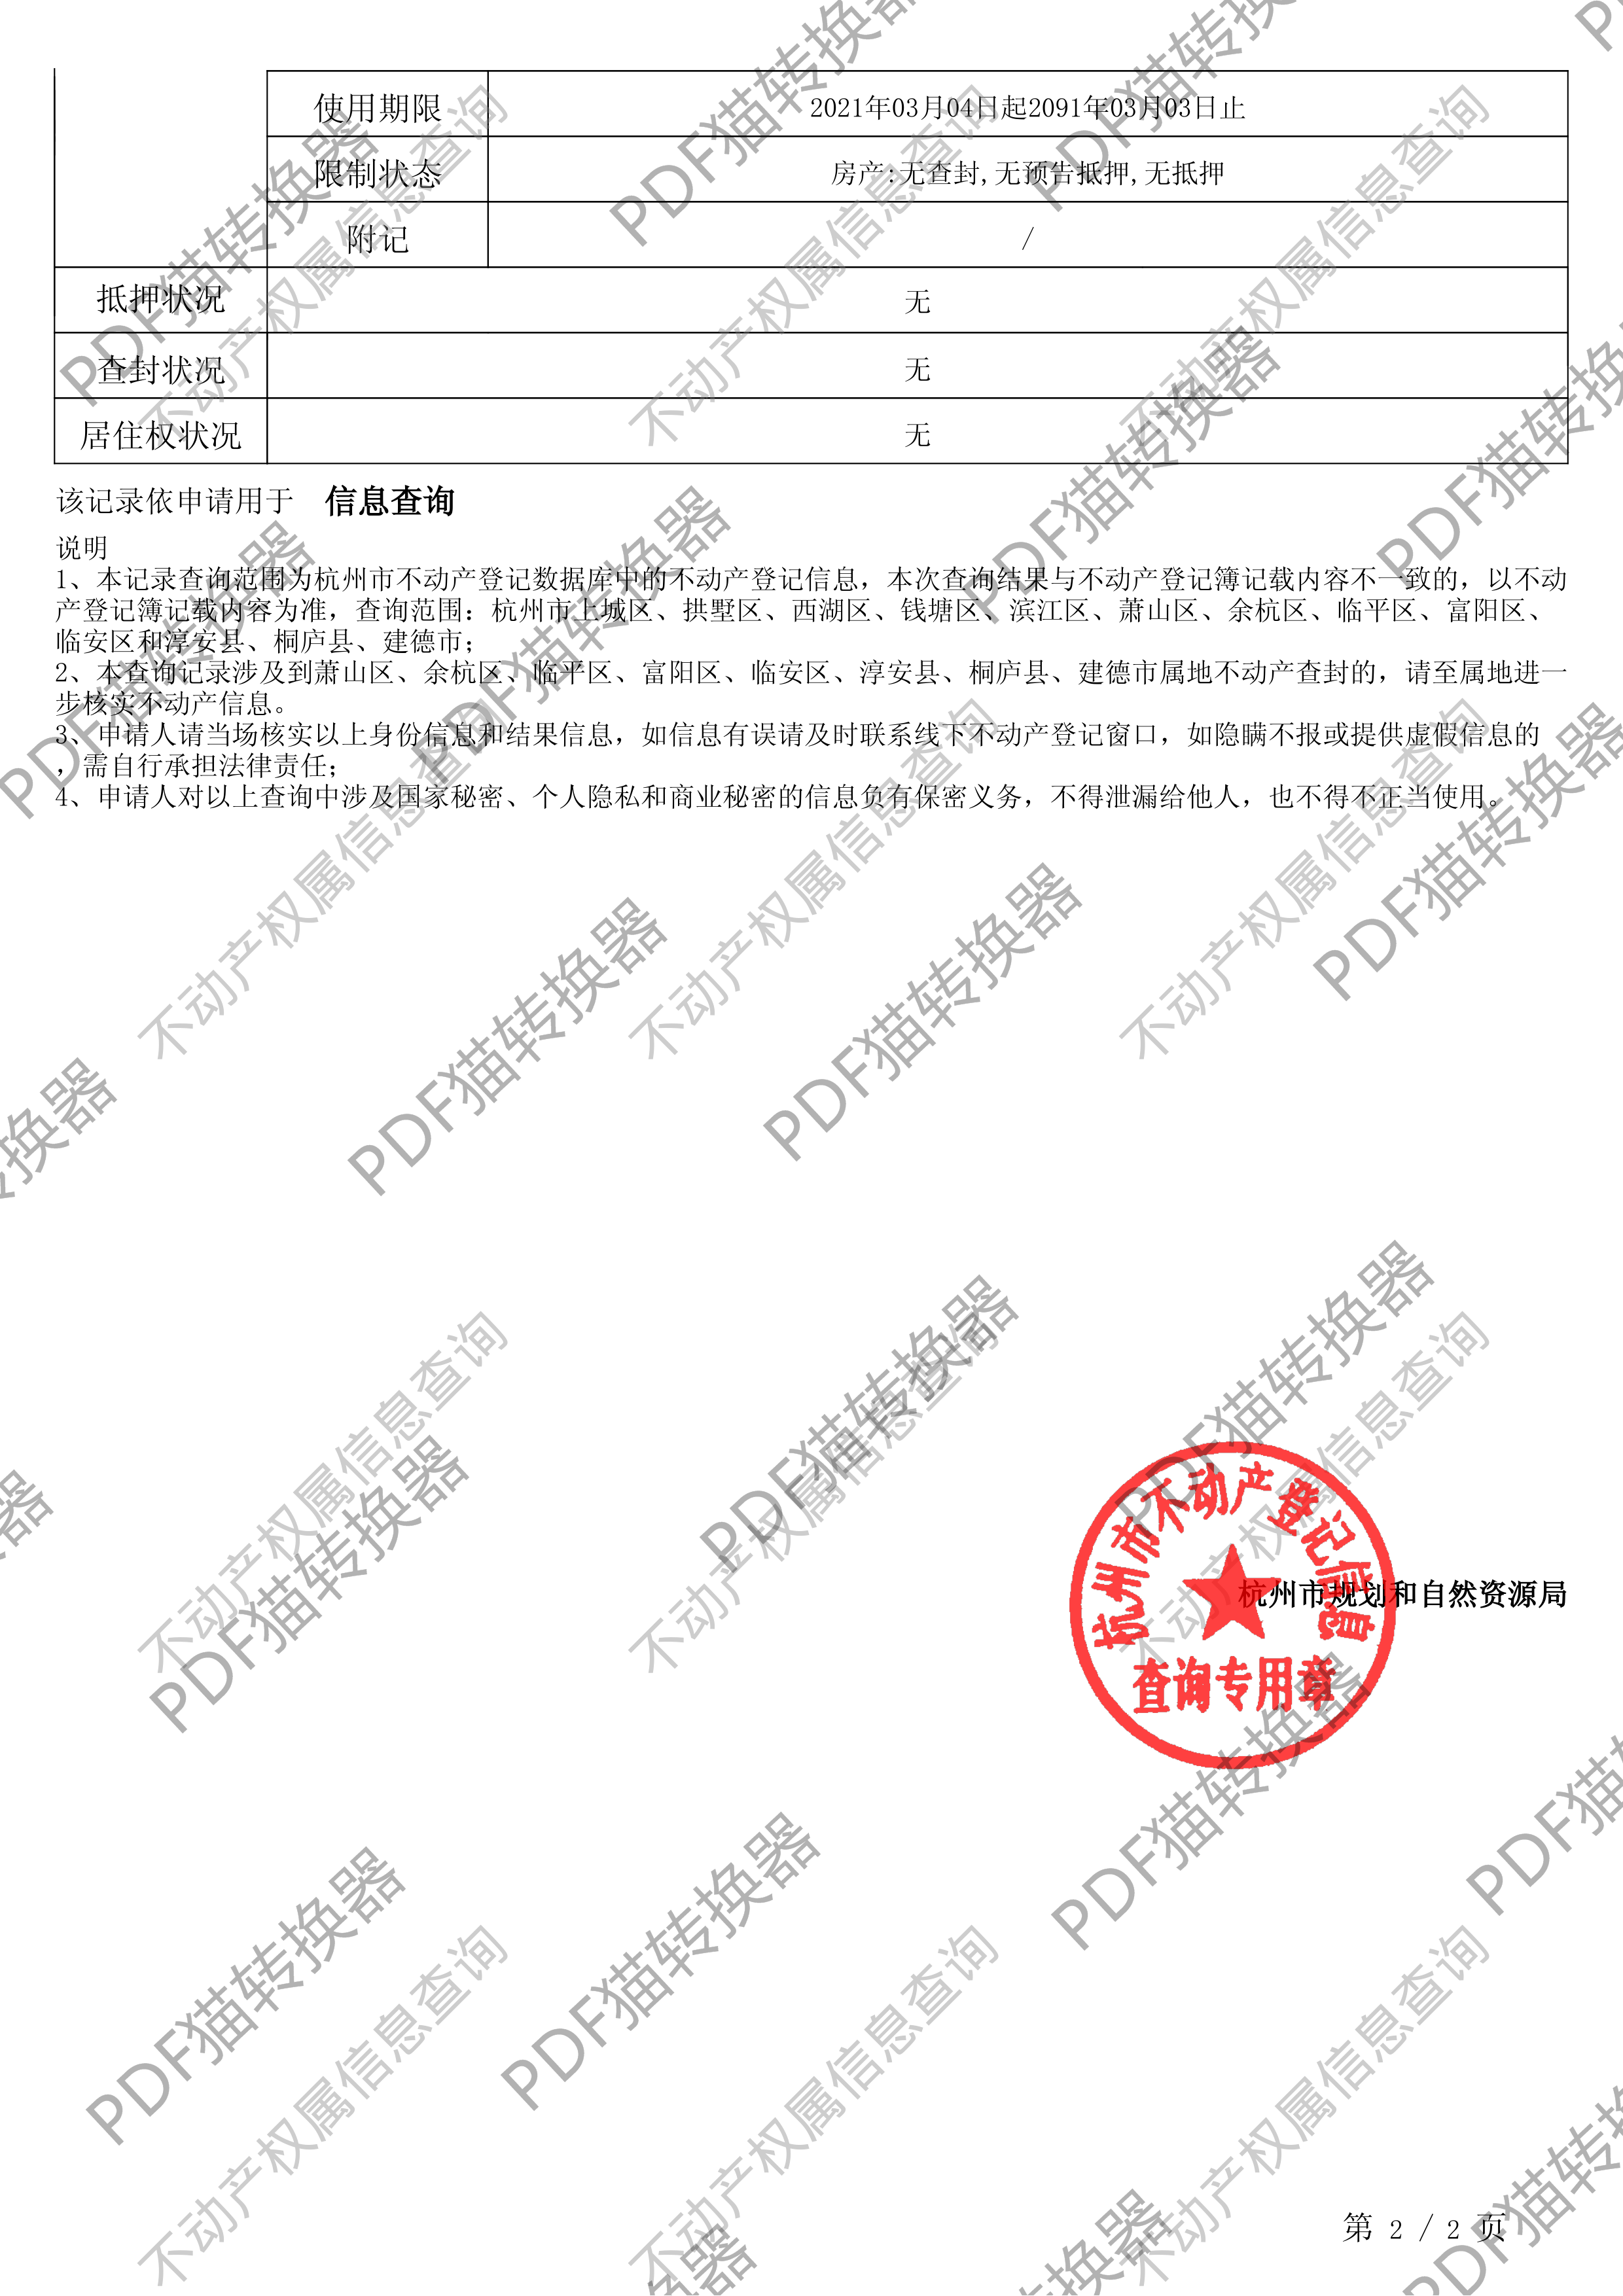 使用期限 2021年03月04日起2091年03月03日止
限制状态 房产:无查封,无预告抵押,无抵押
附记 /
抵押状况 无
查封状况 无
居住权状况 无
该记录依申请用于 信息查询
说明
1、本记录查询范围为杭州市不动产登记数据库中的不动产登记信息，本次查询结果与不动产登记簿记载内容不一致的，以不动
产登记簿记载内容为准，查询范围：杭州市上城区、拱墅区、西湖区、钱塘区、滨江区、萧山区、余杭区、临平区、富阳区、
临安区和淳安县、桐庐县、建德市；
2、本查询记录涉及到萧山区、余杭区、临平区、富阳区、临安区、淳安县、桐庐县、建德市属地不动产查封的，请至属地进一
步核实不动产信息。
3、申请人请当场核实以上身份信息和结果信息，如信息有误请及时联系线下不动产登记窗口，如隐瞒不报或提供虚假信息的
，需自行承担法律责任；
4、申请人对以上查询中涉及国家秘密、个人隐私和商业秘密的信息负有保密义务，不得泄漏给他人，也不得不正当使用。
杭州市不动产登记信息
查询专用章
杭州市规划和自然资源局
第 2 / 2 页
不动产权属信息查询
PDF猫转换器